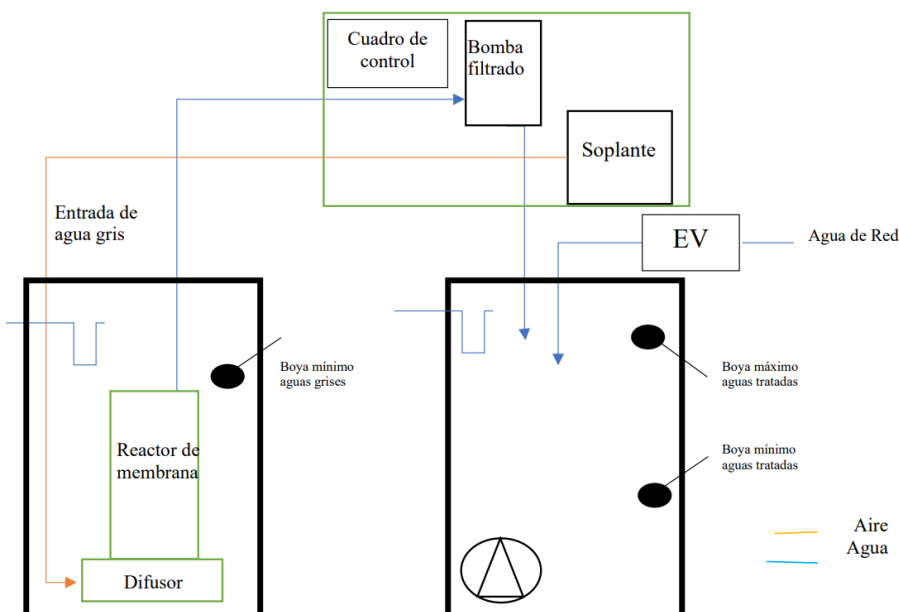 Cuadro de
control
Bomba
filtrado
Soplante
Entrada de
agua gris
EV
Agua de Red
Boya mínimo
aguas grises
Boya máximo
aguas tratadas
Reactor de
membrana
Boya mínimo
aguas tratadas
Difusor
Aire
Agua